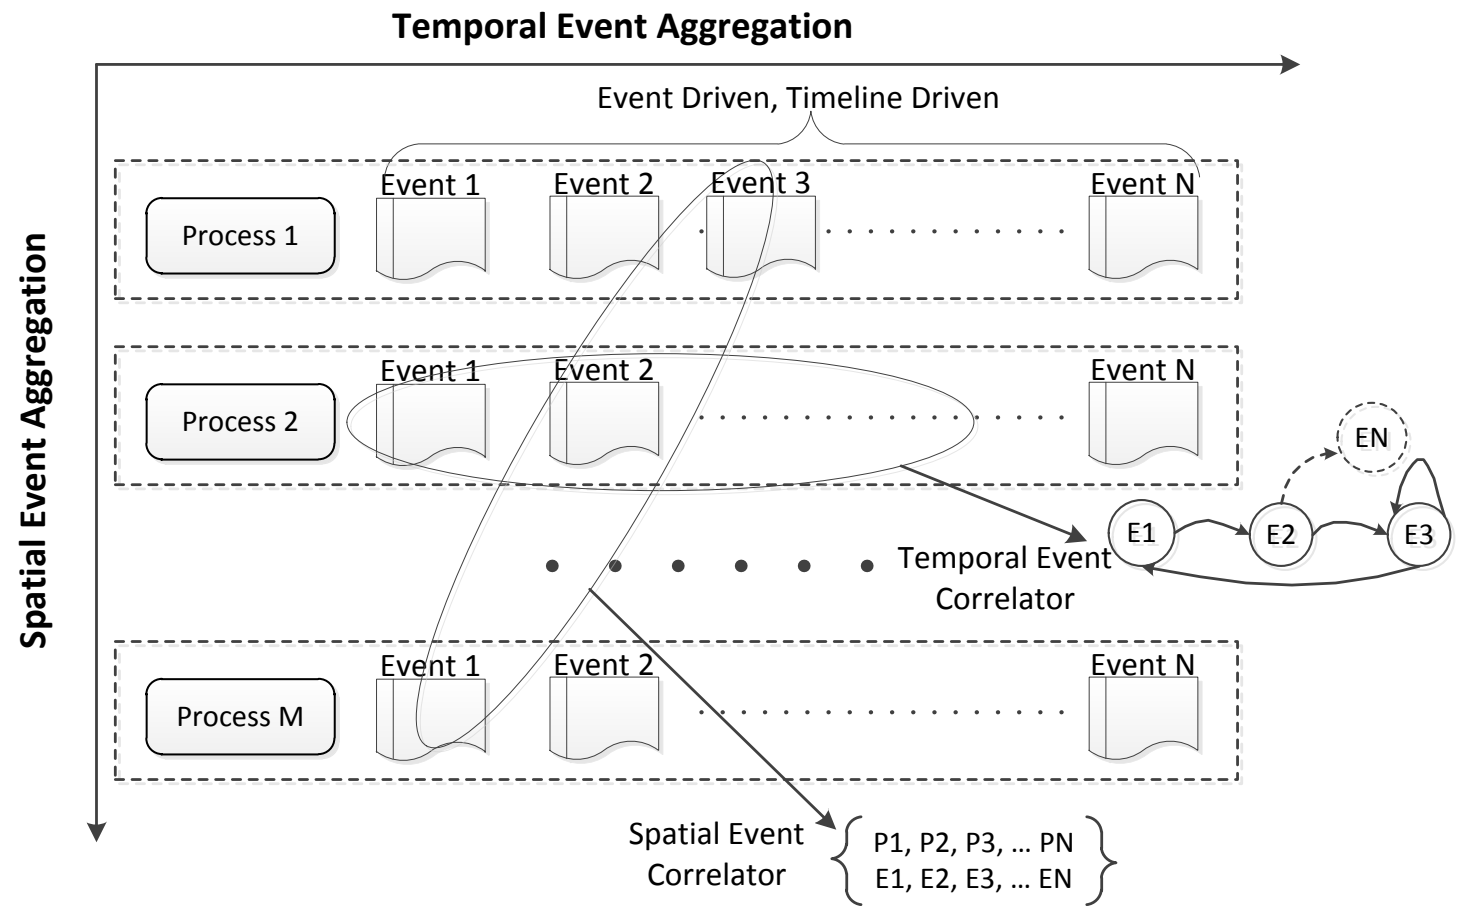 Temporal Event Aggregation
Event Driven, Timeline Driven
Spatial Event Aggregation
Process 1
Event 1
Event 2
Event 3
Event N
Process 2
Event 1
Event 2
Event N
EN
E1
E2
E3
Temporal Event
Correlator
Process M
Event 1
Event 2
Event N
Spatial Event
Correlator
P1, P2, P3, ... PN
E1, E2, E3, ... EN